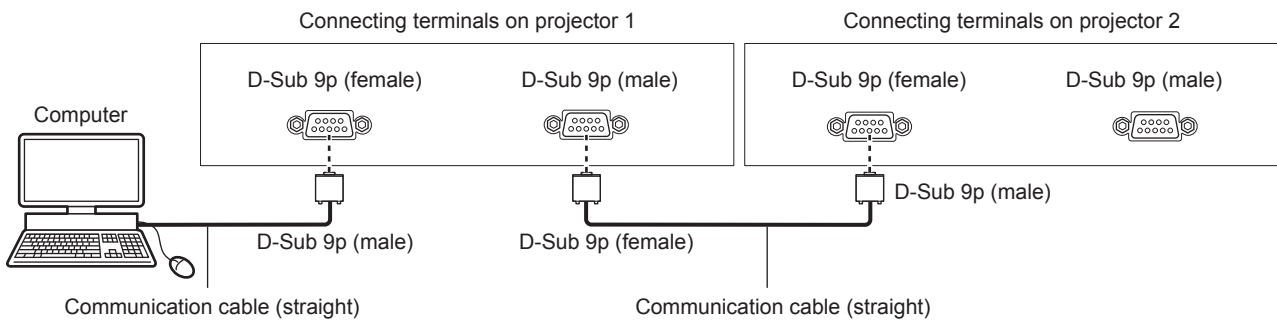 Connecting terminals on projector 1
Connecting terminals on projector 2
D-Sub 9p (female)
D-Sub 9p (male)
D-Sub 9p (female)
D-Sub 9p (male)
Computer
D-Sub 9p (male)
D-Sub 9p (male)
D-Sub 9p (female)
Communication cable (straight)
Communication cable (straight)